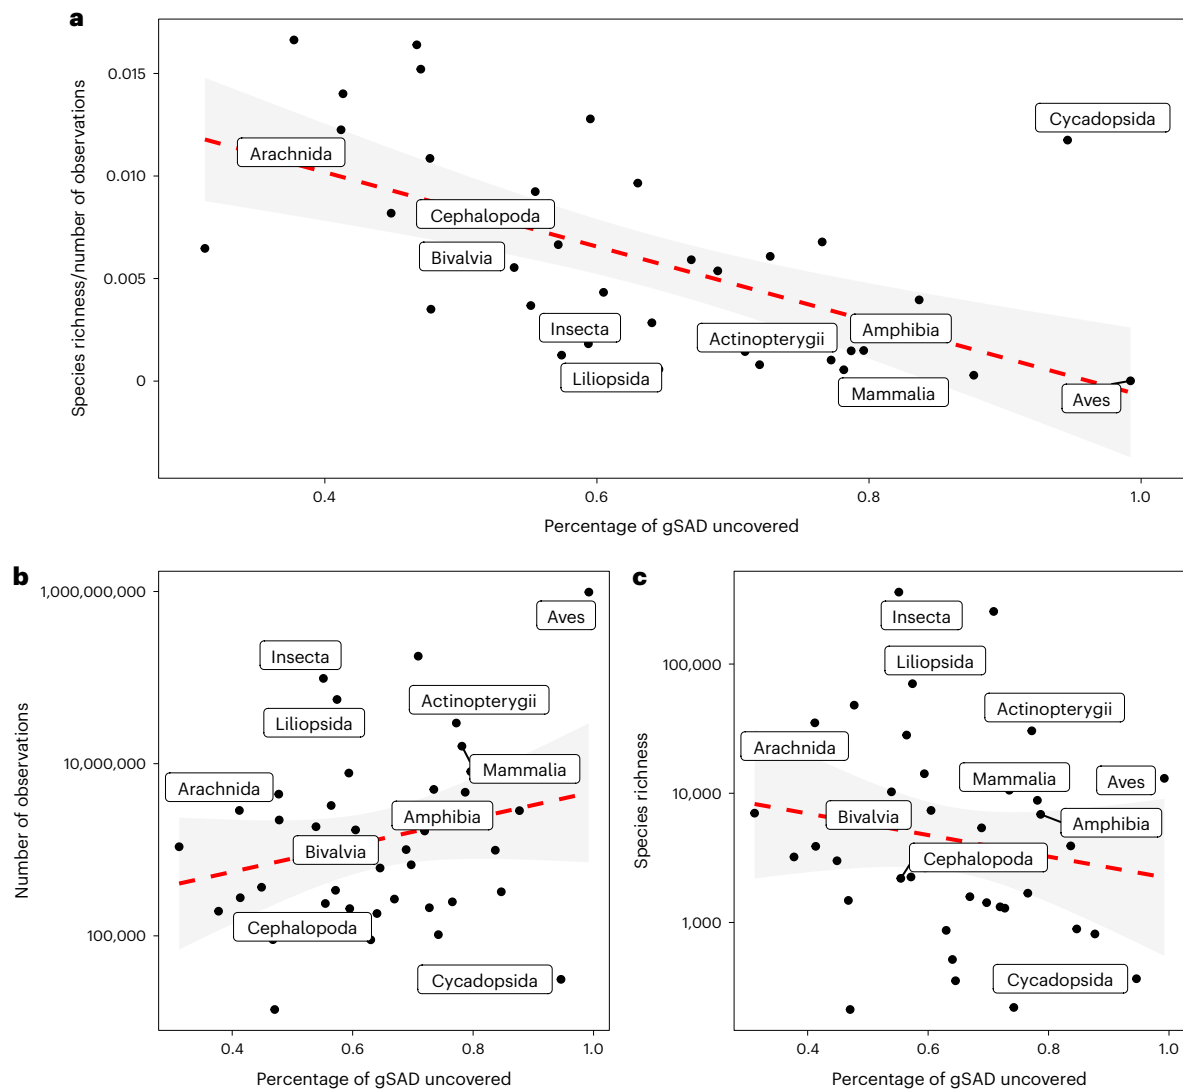 a
Species richness/number of observations
0.015
0.010
0.005
0
Cycadopsida
Arachnida
Cephalopoda
Bivalvia
Insecta
Actinopterygii
Amphibia
Liliopsida
Mammalia
Aves
0.4
0.6
0.8
1.0
Percentage of gSAD uncovered
b
Number of observations
1,000,000,000
10,000,000
100,000
Aves
Insecta
Actinopterygii
Liliopsida
Mammalia
Arachnida
Amphibia
Bivalvia
Cephalopoda
Cycadopsida
0.4
0.6
0.8
1.0
Percentage of gSAD uncovered
c
Species richness
100,000
10,000
1,000
Insecta
Liliopsida
Actinopterygii
Arachnida
Mammalia
Aves
Bivalvia
Amphibia
Cephalopoda
Cycadopsida
0.4
0.6
0.8
1.0
Percentage of gSAD uncovered